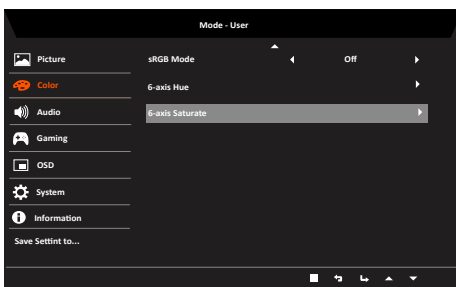 Mode - User
Picture
sRGB Mode Off
Color
6-axis Hue
Audio
6-axis Saturate
Gaming
OSD
System
Information
Save Settint to...